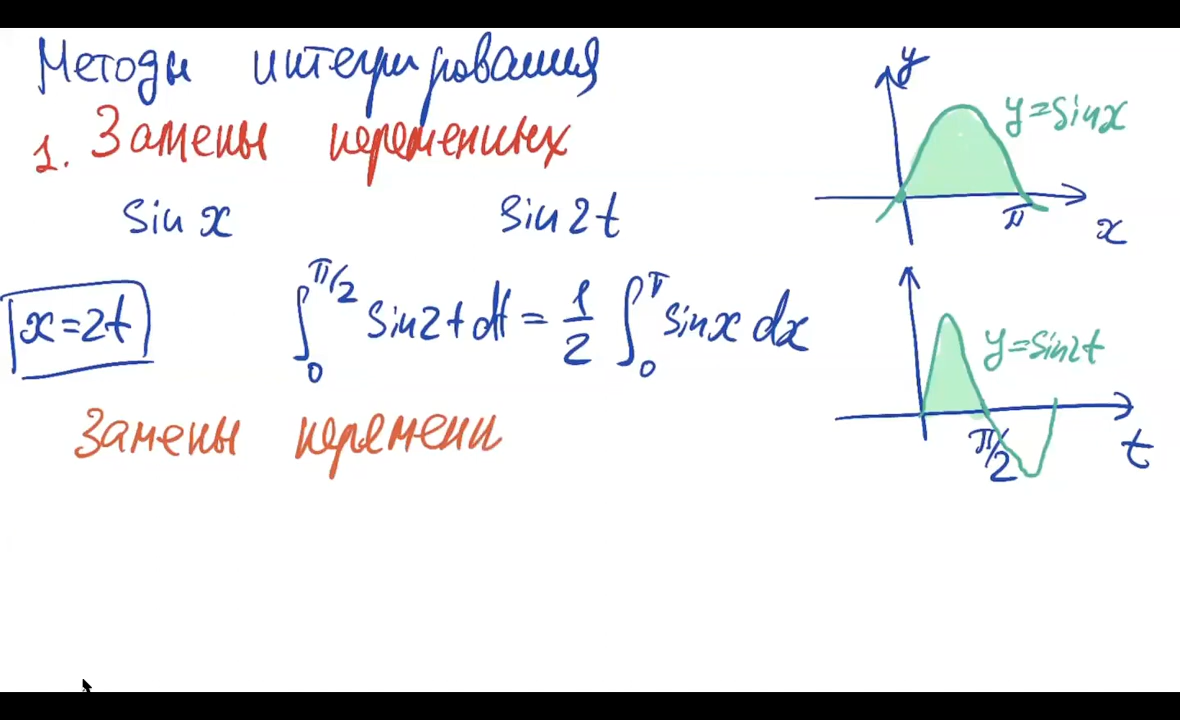 Методы интегрирования
1. Замены переменных
sin x sin 2t
x = 2t ∫₀^{π/2} sin 2t dt = 1/2 ∫₀^{π} sin x dx
Замены перемени
y
y = sin x
π
x
y = sin 2t
π/2
t